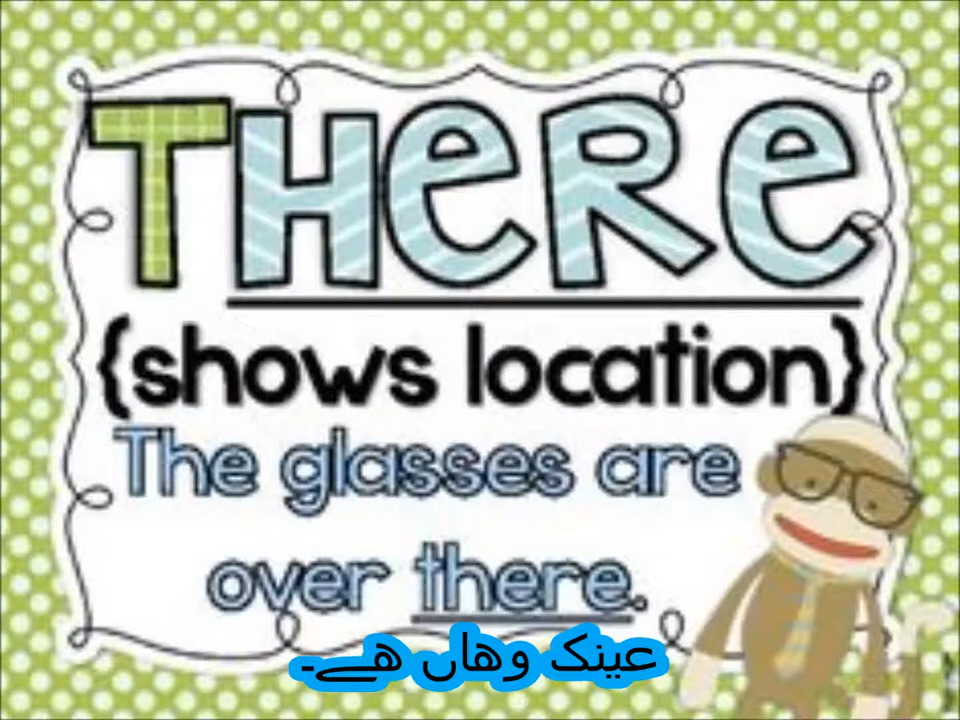 THERE
{shows location}
The glasses are
over there.
عینک وھاں ھے۔